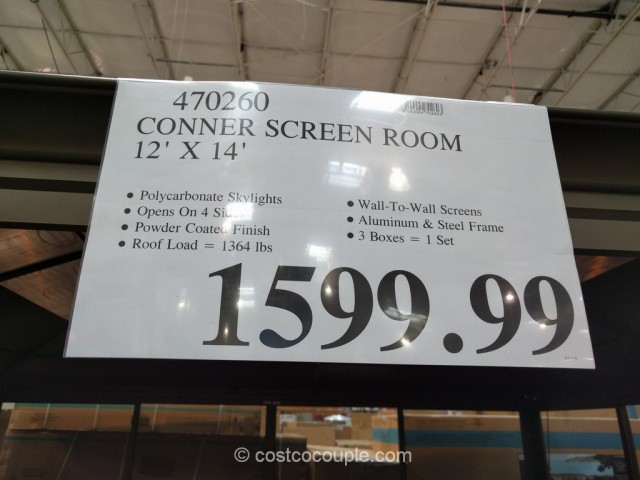 470260
CONNER SCREEN ROOM
12' X 14'
• Polycarbonate Skylights
• Opens On 4 Sides
• Powder Coated Finish
• Roof Load = 1364 lbs
• Wall-To-Wall Screens
• Aluminum & Steel Frame
• 3 Boxes = 1 Set
1599.99
© costcocouple.com